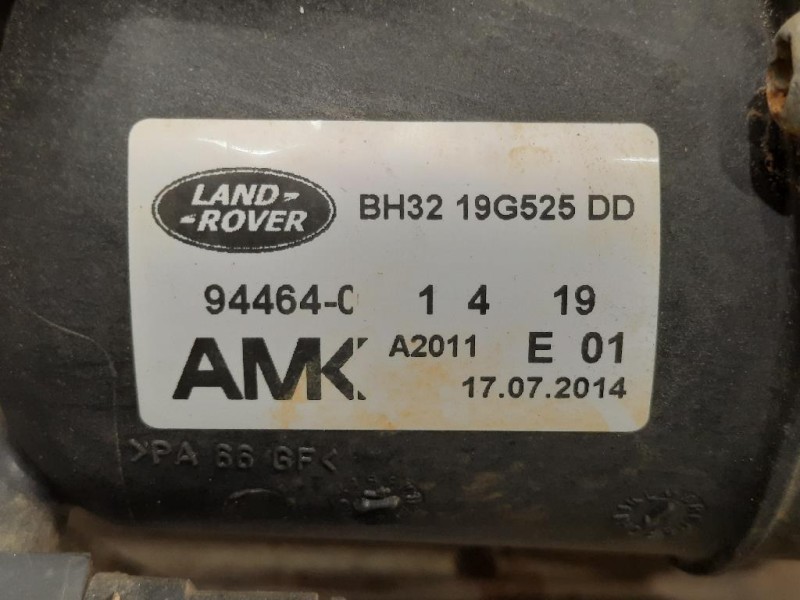 LAND-
-ROVER
BH32 19G525 DD
94464-0 1 4 19
AMK A2011 E 01
17.07.2014
>PA 66 GF<